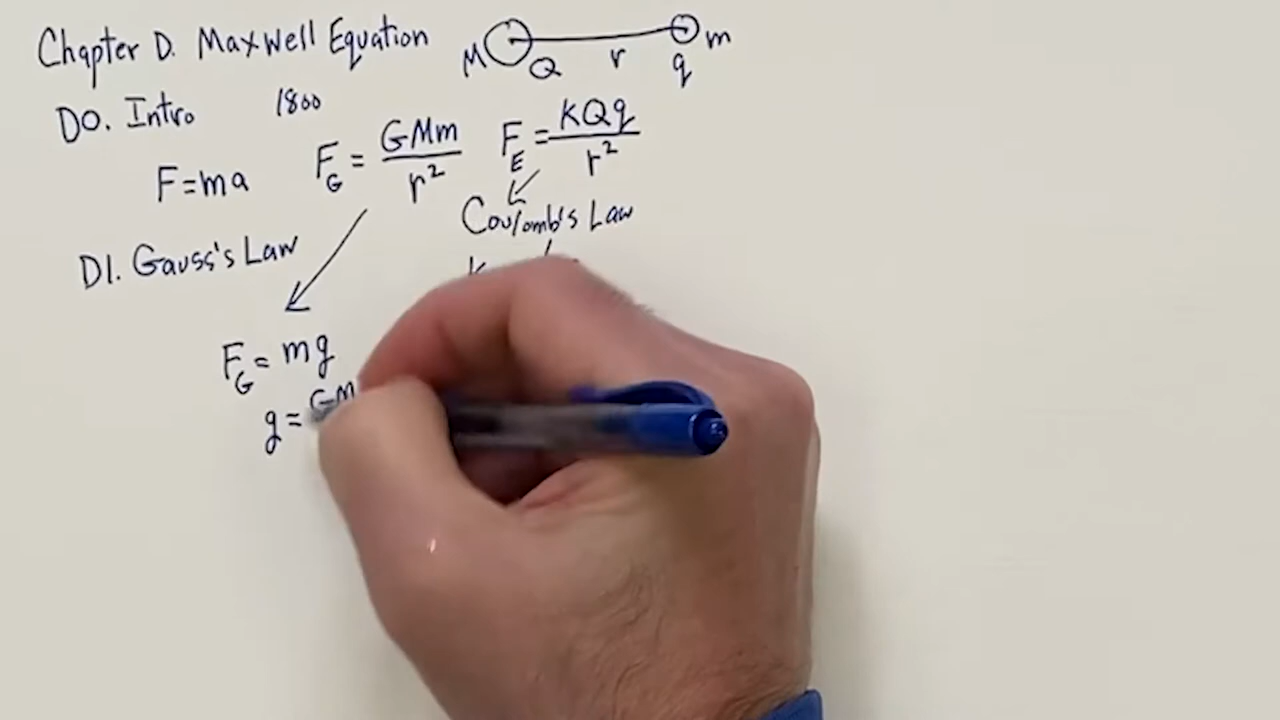 Chapter D. Maxwell Equation
M Q r q m
D0. Intro 1800
F=ma F_G = GMm/r² F_E = KQq/r²
Coulomb's Law
D1. Gauss's Law
F_G = mg
g = GM